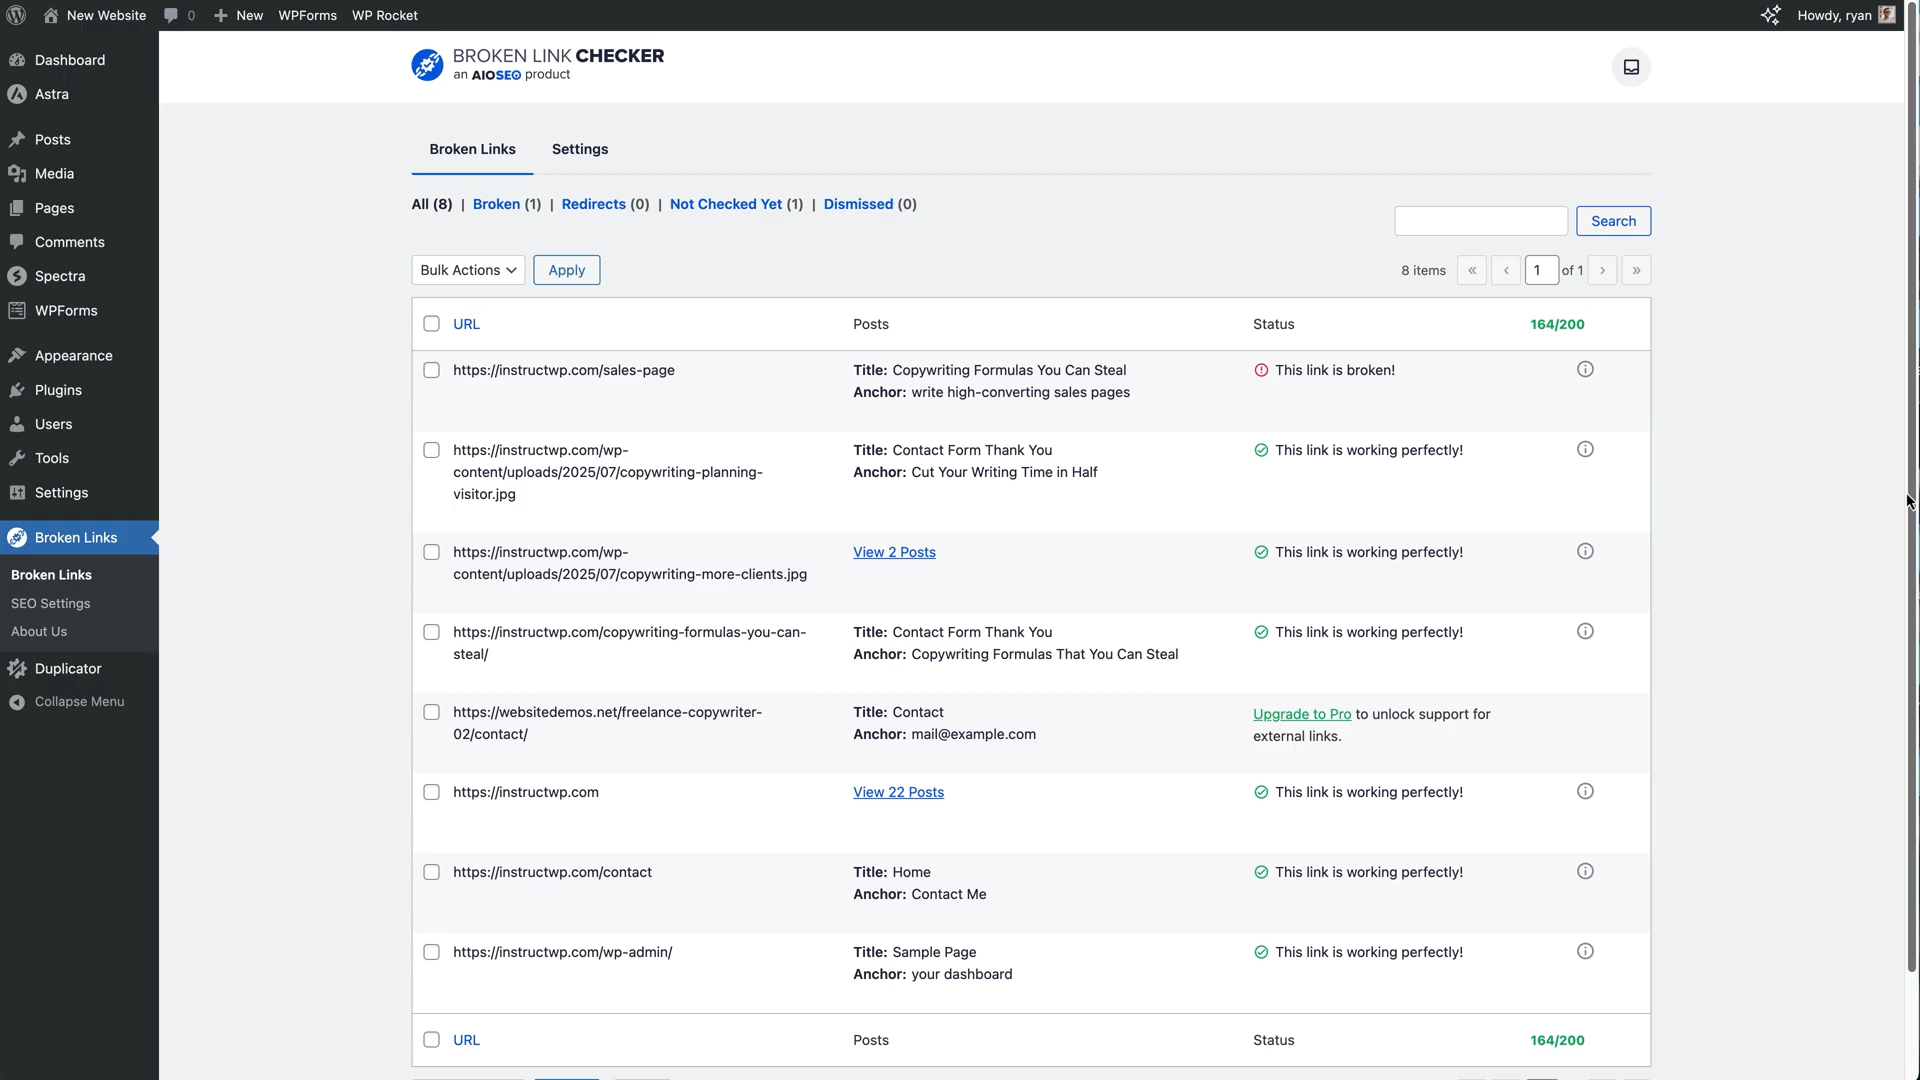 New Website
0
New
WPForms
WP Rocket
Howdy, ryan
Dashboard
Astra
Posts
Media
Pages
Comments
Spectra
WPForms
Appearance
Plugins
Users
Tools
Settings
Broken Links
Broken Links
SEO Settings
About Us
Duplicator
Collapse Menu
BROKEN LINK CHECKER
an AIOSEO product
Broken Links
Settings
All (8) | Broken (1) | Redirects (0) | Not Checked Yet (1) | Dismissed (0)
Search
Bulk Actions
Apply
8 items « ‹ 1 of 1 › »
URL Posts Status 164/200
https://instructwp.com/sales-page
Title: Copywriting Formulas You Can Steal
Anchor: write high-converting sales pages
This link is broken!
https://instructwp.com/wp-
content/uploads/2025/07/copywriting-planning-
visitor.jpg
Title: Contact Form Thank You
Anchor: Cut Your Writing Time in Half
This link is working perfectly!
https://instructwp.com/wp-
content/uploads/2025/07/copywriting-more-clients.jpg
View 2 Posts
This link is working perfectly!
https://instructwp.com/copywriting-formulas-you-can-
steal/
Title: Contact Form Thank You
Anchor: Copywriting Formulas That You Can Steal
This link is working perfectly!
https://websitedemos.net/freelance-copywriter-
02/contact/
Title: Contact
Anchor: mail@example.com
Upgrade to Pro to unlock support for
external links.
https://instructwp.com
View 22 Posts
This link is working perfectly!
https://instructwp.com/contact
Title: Home
Anchor: Contact Me
This link is working perfectly!
https://instructwp.com/wp-admin/
Title: Sample Page
Anchor: your dashboard
This link is working perfectly!
URL Posts Status 164/200